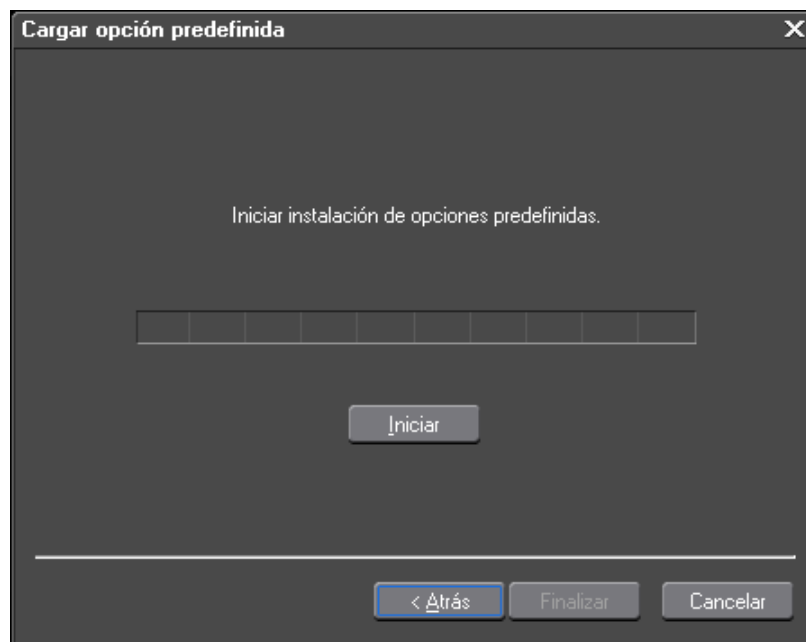 Cargar opción predefinida
Iniciar instalación de opciones predefinidas.
Iniciar
< Atrás Finalizar Cancelar